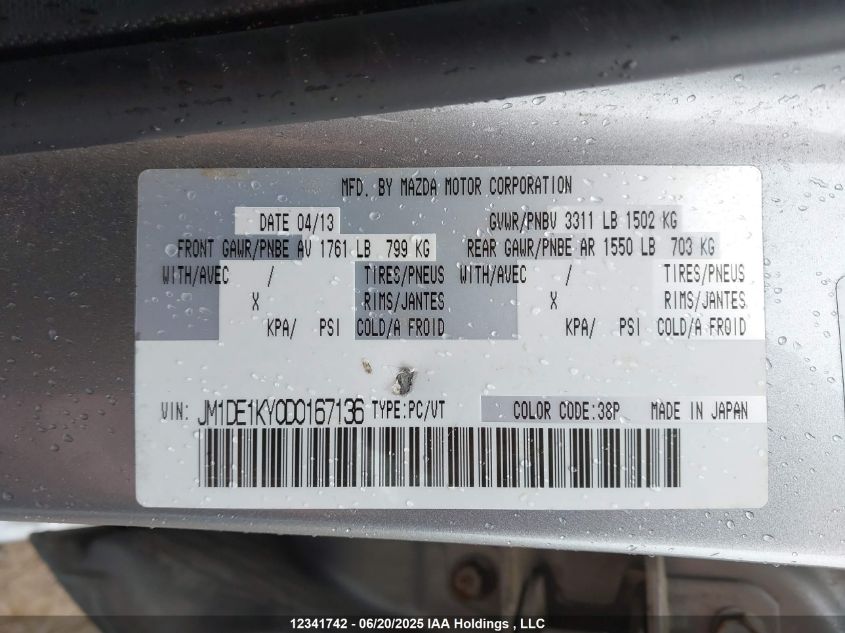 MFD. BY MAZDA MOTOR CORPORATION
DATE 04/13 GVWR/PNBV 3311 LB 1502 KG
FRONT GAWR/PNBE AV 1761 LB 799 KG REAR GAWR/PNBE AR 1550 LB 703 KG
WITH/AVEC / TIRES/PNEUS WITH/AVEC / TIRES/PNEUS
X RIMS/JANTES X RIMS/JANTES
KPA/ PSI COLD/A FROID KPA/ PSI COLD/A FROID
VIN: JM1DE1KY0D0167136 TYPE:PC/VT COLOR CODE:38P MADE IN JAPAN
12341742 - 06/20/2025 IAA Holdings , LLC